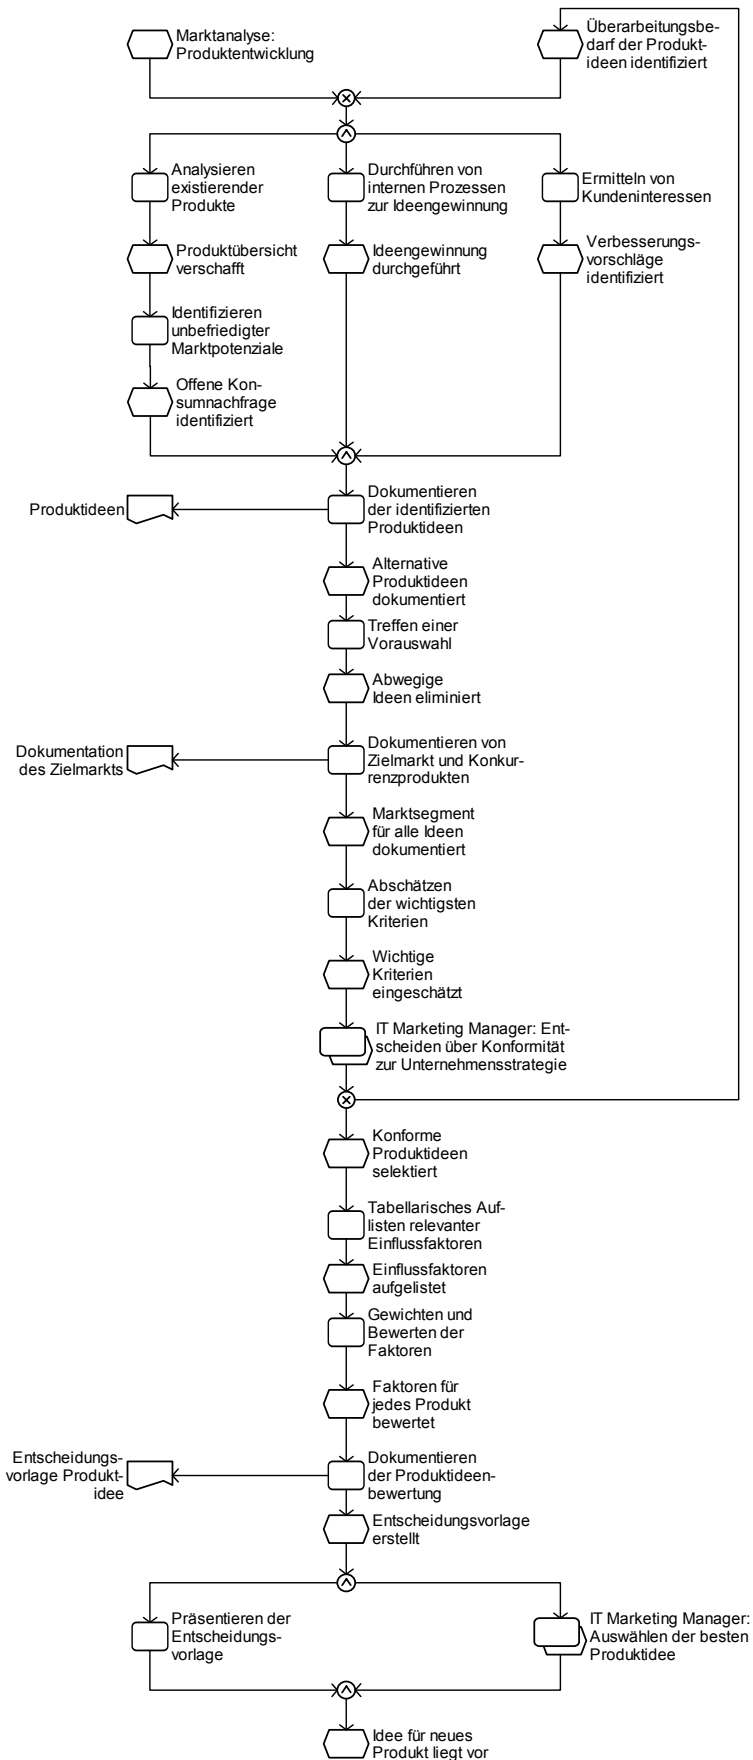 Marktanalyse:
Produktentwicklung
Überarbeitungsbe-
darf der Produkt-
ideen identifiziert
Analysieren
existierender
Produkte
Durchführen von
internen Prozessen
zur Ideengewinnung
Ermitteln von
Kundeninteressen
Produktübersicht
verschafft
Ideengewinnung
durchgeführt
Verbesserungs-
vorschläge
identifiziert
Identifizieren
unbefriedigter
Marktpotenziale
Offene Kon-
sumnachfrage
identifiziert
Produktideen
Dokumentieren
der identifizierten
Produktideen
Alternative
Produktideen
dokumentiert
Treffen einer
Vorauswahl
Abwegige
Ideen eliminiert
Dokumentation
des Zielmarkts
Dokumentieren von
Zielmarkt und Konkur-
renzprodukten
Marktsegment
für alle Ideen
dokumentiert
Abschätzen
der wichtigsten
Kriterien
Wichtige
Kriterien
eingeschätzt
IT Marketing Manager: Ent-
scheiden über Konformität
zur Unternehmensstrategie
Konforme
Produktideen
selektiert
Tabellarisches Auf-
listen relevanter
Einflussfaktoren
Einflussfaktoren
aufgelistet
Gewichten und
Bewerten der
Faktoren
Faktoren für
jedes Produkt
bewertet
Entscheidungs-
vorlage Produkt-
idee
Dokumentieren
der Produktideen-
bewertung
Entscheidungsvorlage
erstellt
Präsentieren der
Entscheidungs-
vorlage
IT Marketing Manager:
Auswählen der besten
Produktidee
Idee für neues
Produkt liegt vor